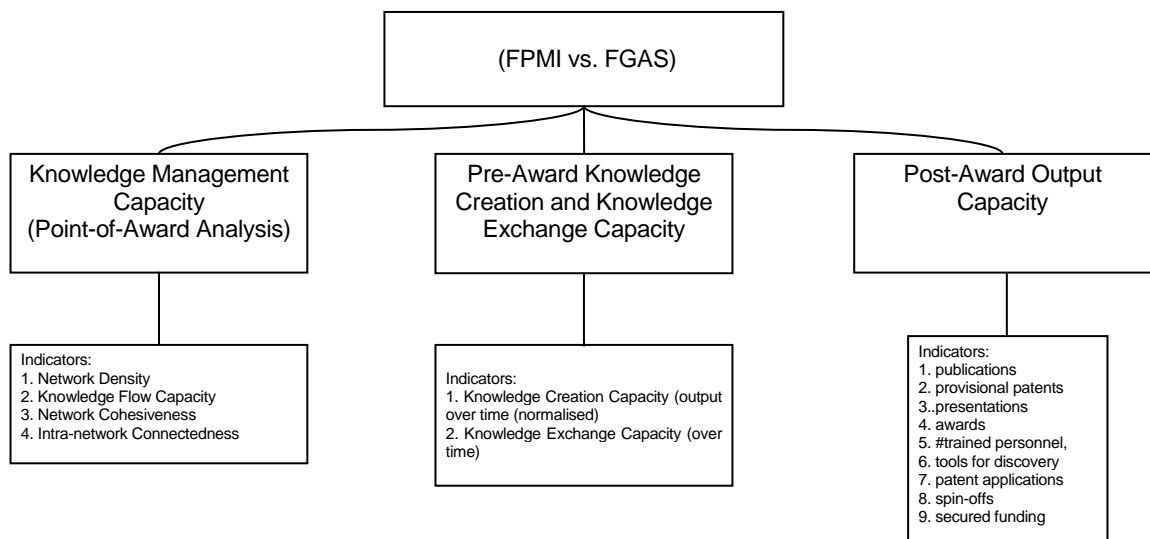 (FPMI vs. FGAS)
Knowledge Management
Capacity
(Point-of-Award Analysis)
Pre-Award Knowledge
Creation and Knowledge
Exchange Capacity
Post-Award Output
Capacity
Indicators:
1. Network Density
2. Knowledge Flow Capacity
3. Network Cohesiveness
4. Intra-network Connectedness
Indicators:
1. Knowledge Creation Capacity (output
over time (normalised)
2. Knowledge Exchange Capacity (over
time)
Indicators:
1. publications
2. provisional patents
3..presentations
4. awards
5. #trained personnel,
6. tools for discovery
7. patent applications
8. spin-offs
9. secured funding